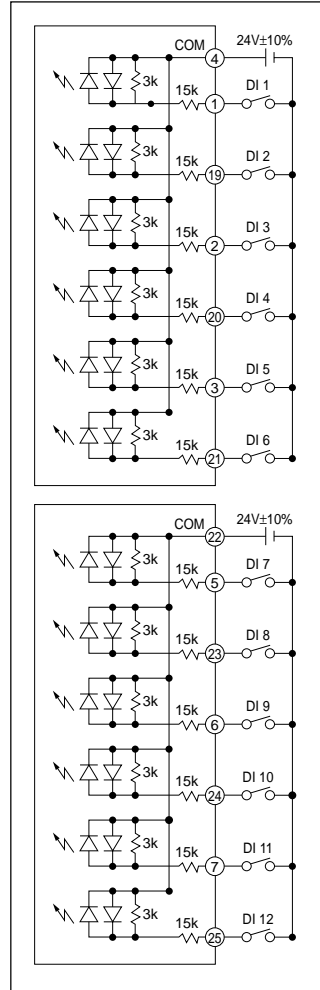 COM 4 24V±10%
3k 15k 1 DI 1
3k 15k 19 DI 2
3k 15k 2 DI 3
3k 15k 20 DI 4
3k 15k 3 DI 5
3k 15k 21 DI 6
COM 22 24V±10%
3k 15k 5 DI 7
3k 15k 23 DI 8
3k 15k 6 DI 9
3k 15k 24 DI 10
3k 15k 7 DI 11
3k 15k 25 DI 12